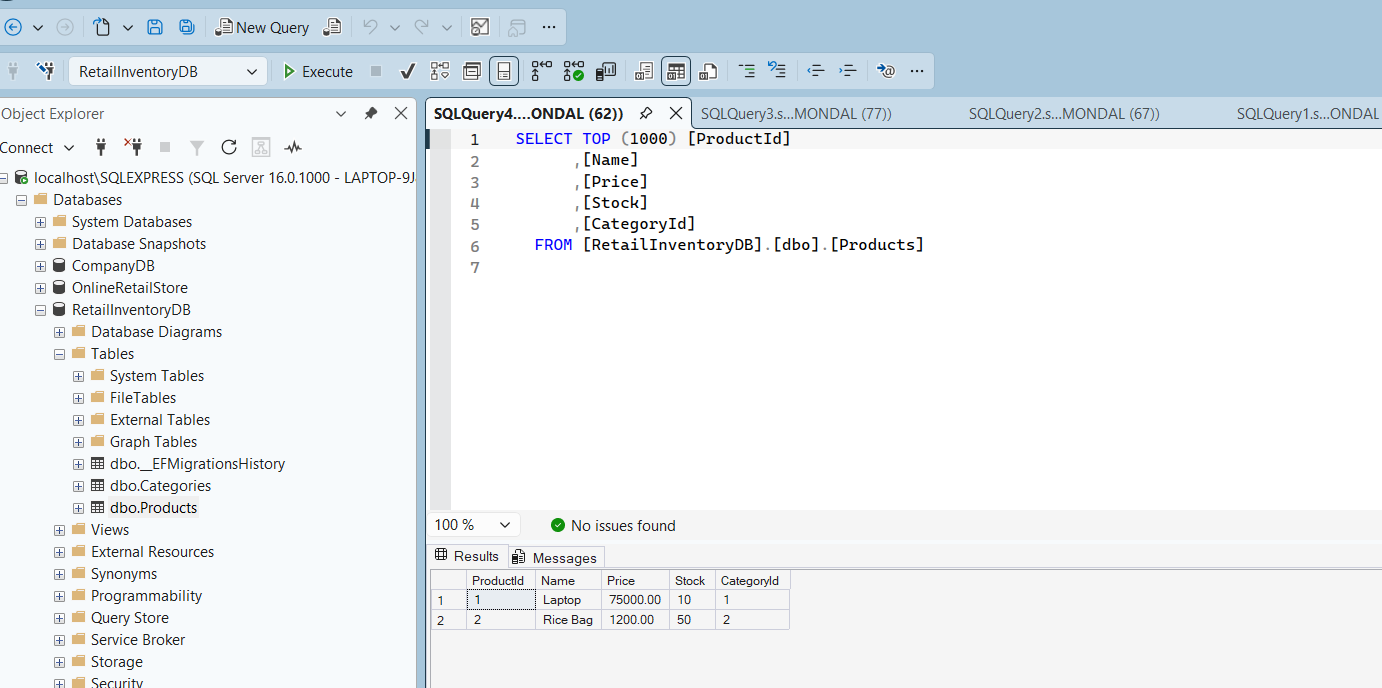 New Query
RetailInventoryDB
Execute
Object Explorer
Connect
localhost\SQLEXPRESS (SQL Server 16.0.1000 - LAPTOP-9J
Databases
System Databases
Database Snapshots
CompanyDB
OnlineRetailStore
RetailInventoryDB
Database Diagrams
Tables
System Tables
FileTables
External Tables
Graph Tables
dbo.__EFMigrationsHistory
dbo.Categories
dbo.Products
Views
External Resources
Synonyms
Programmability
Query Store
Service Broker
Storage
Security
SQLQuery4....ONDAL (62)) SQLQuery3.s...MONDAL (77)) SQLQuery2.s...MONDAL (67)) SQLQuery1.s...ONDAL
1 SELECT TOP (1000) [ProductId]
2 ,[Name]
3 ,[Price]
4 ,[Stock]
5 ,[CategoryId]
6 FROM [RetailInventoryDB].[dbo].[Products]
7
100 % No issues found
Results Messages
ProductId Name Price Stock CategoryId
1 1 Laptop 75000.00 10 1
2 2 Rice Bag 1200.00 50 2